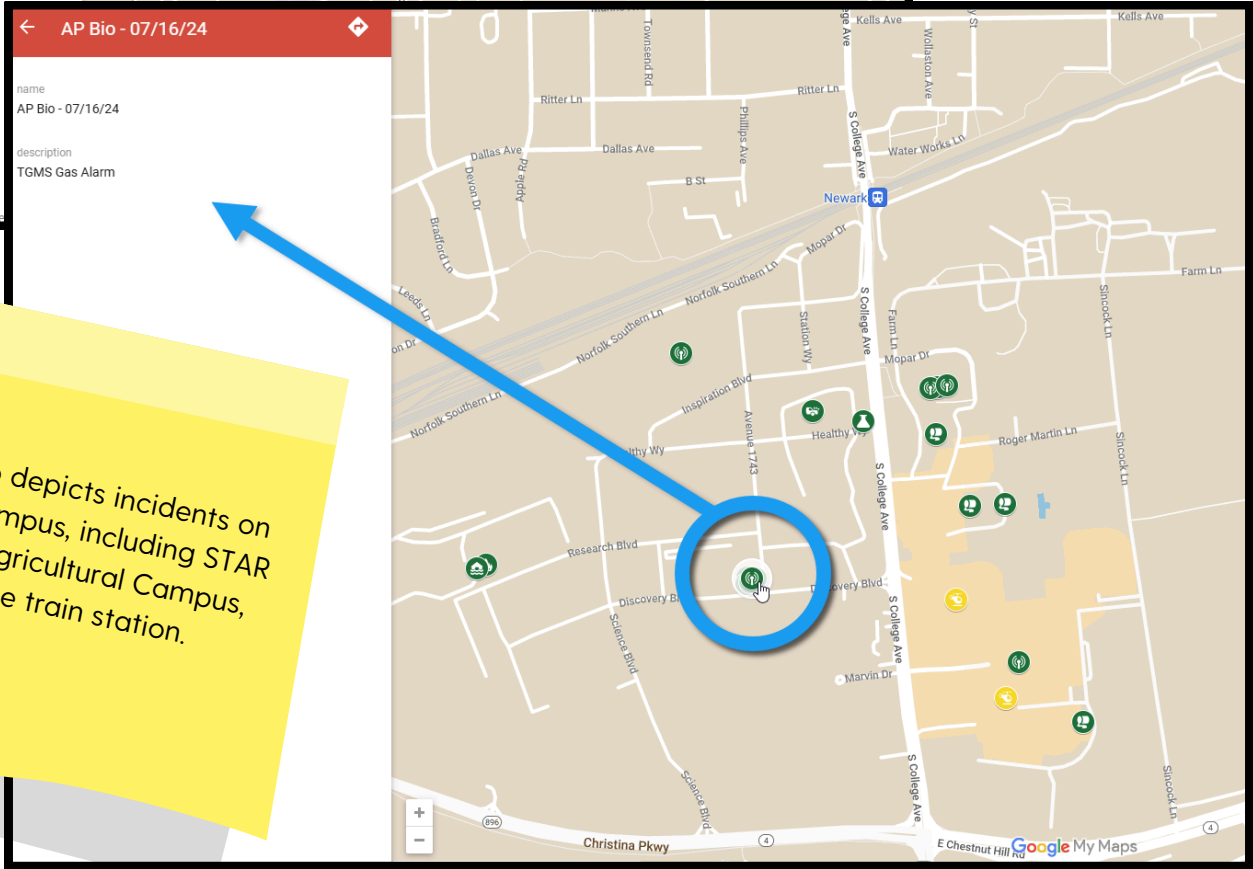 AP Bio - 07/16/24
name
AP Bio - 07/16/24
description
TGMS Gas Alarm
depicts incidents on
including STAR
Campus,
train station.
Townsend Rd
Kells Ave
Kells Ave
Wollaston Ave
Ritter Ln
Ritter Ln
Phillips Ave
S College Ave
Water Works Ln
Dallas Ave
Dallas Ave
Devon Dr
Apple Rd
B St
Newark
Bradford Ln
Mopar Dr
Norfolk Southern Ln
Farm Ln
Leeds Ln
Sincock Ln
S College Ave
Farm Ln
Station Wy
Norfolk Southern Ln
Mopar Dr
Inspiration Blvd
Norfolk Southern Ln
Avenue 1743
Healthy
Roger Martin Ln
Sincock Ln
Wy
S College Ave
Research Blvd
Discovery
Blvd
S College Ave
Science Blvd
Marvin Dr
S College Ave
Science Blvd
Sincock Ln
+
−
896
Christina Pkwy
4
E Chestnut Hill Rd
4
Google My Maps